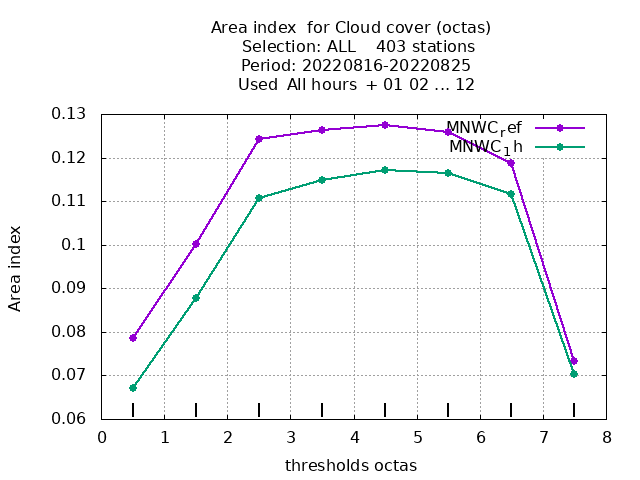 Area index  for Cloud cover (octas)
Selection: ALL    403 stations
Period: 20220816-20220825
Used  All hours  + 01 02 ... 12
0.13
0.12
0.11
0.1
0.09
0.08
0.07
0.06
Area index
MNWC_ref
MNWC_1h
0 1 2 3 4 5 6 7 8
thresholds octas